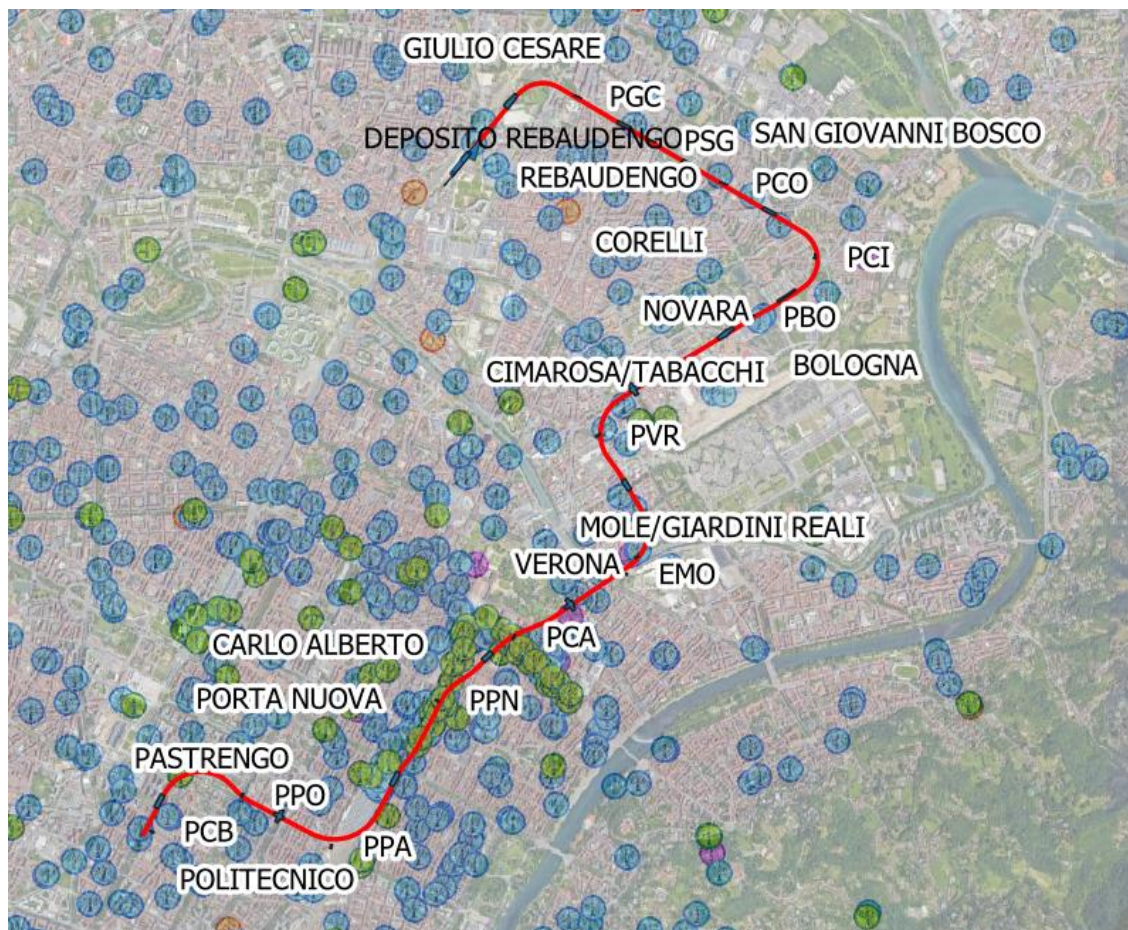 GIULIO CESARE
PGC
DEPOSITO REBAUDENGO
PSG
SAN GIOVANNI BOSCO
REBAUDENGO
PCO
CORELLI
PCI
NOVARA
PBO
CIMAROSA/TABACCHI
BOLOGNA
PVR
MOLE/GIARDINI REALI
VERONA
EMO
PCA
CARLO ALBERTO
PORTA NUOVA
PPN
PASTRENGO
PPO
PCB
PPA
POLITECNICO